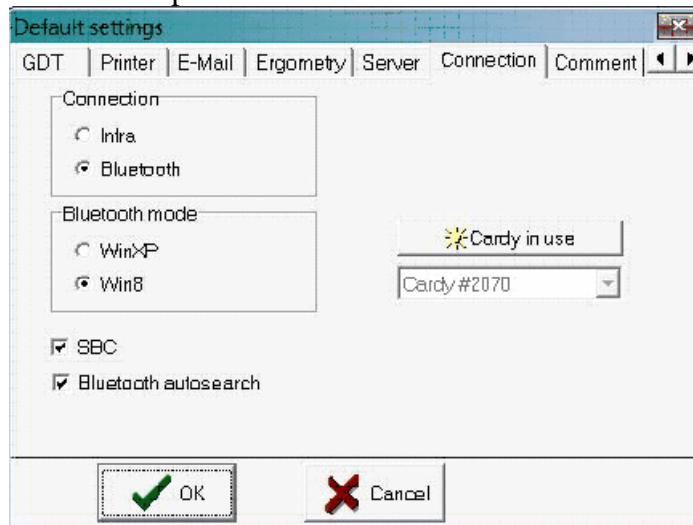 Default settings
GDT Printer E-Mail Ergometry Server Connection Comment
Connection
Infra
Bluetooth
Bluetooth mode
WinXP
Win8
Cardy in use
Cardy #2070
SBC
Bluetooth autosearch
OK Cancel